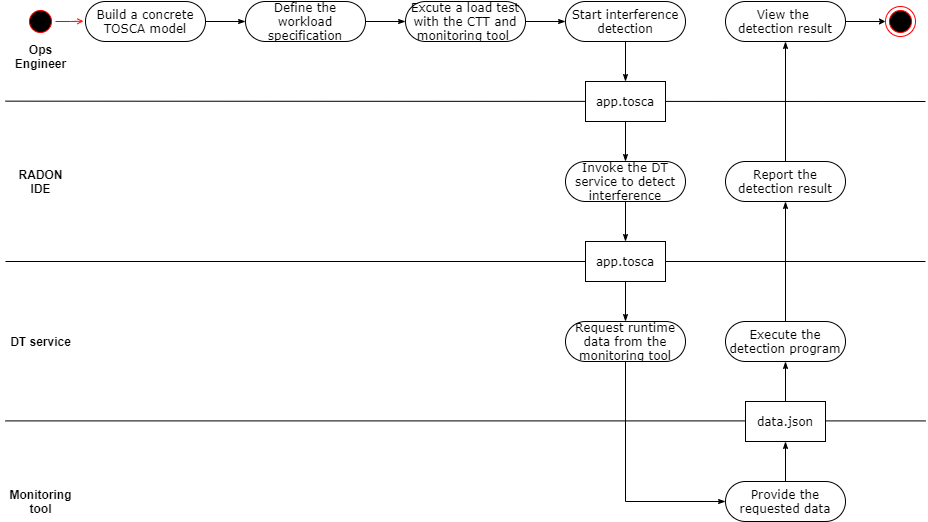 Build a concrete
TOSCA model
Define the
workload
specification
Excute a load test
with the CTT and
monitoring tool
Start interference
detection
View the
detection result
Ops
Engineer
app.tosca
RADON
IDE
Invoke the DT
service to detect
interference
Report the
detection result
app.tosca
DT service
Request runtime
data from the
monitoring tool
Execute the
detection program
data.json
Monitoring
tool
Provide the
requested data